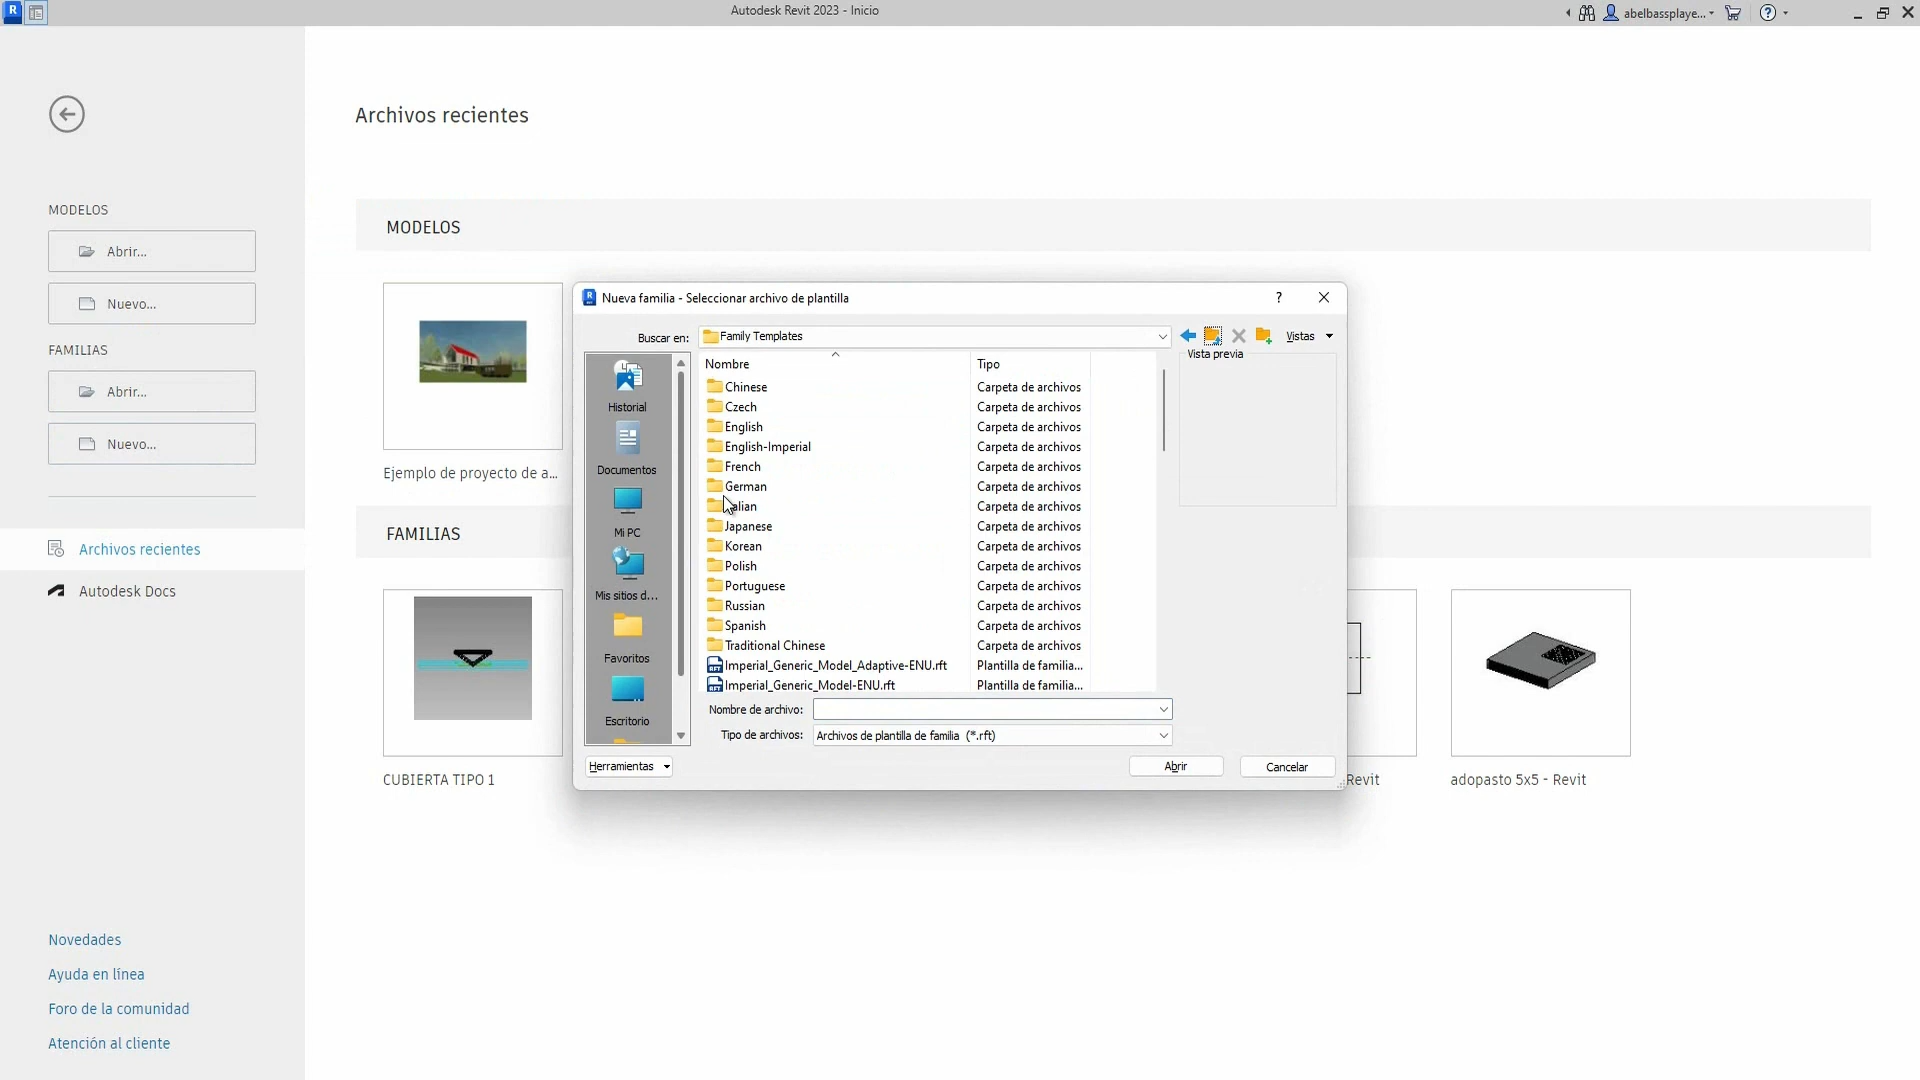 Autodesk Revit 2023 - Inicio
abelbassplaye...
Archivos recientes
MODELOS
Abrir...
Nuevo...
FAMILIAS
Abrir...
Nuevo...
Archivos recientes
Autodesk Docs
Novedades
Ayuda en línea
Foro de la comunidad
Atención al cliente
MODELOS
Ejemplo de proyecto de a...
FAMILIAS
CUBIERTA TIPO 1
Revit
adopasto 5x5 - Revit
Nueva familia - Seleccionar archivo de plantilla
Buscar en:
Family Templates
Vistas
Vista previa
Historial
Documentos
Mi PC
Mis sitios d...
Favoritos
Escritorio
Nombre Tipo
Chinese Carpeta de archivos
Czech Carpeta de archivos
English Carpeta de archivos
English-Imperial Carpeta de archivos
French Carpeta de archivos
German Carpeta de archivos
alian Carpeta de archivos
Japanese Carpeta de archivos
Korean Carpeta de archivos
Polish Carpeta de archivos
Portuguese Carpeta de archivos
Russian Carpeta de archivos
Spanish Carpeta de archivos
Traditional Chinese Carpeta de archivos
Imperial_Generic_Model_Adaptive-ENU.rft Plantilla de familia...
Imperial_Generic_Model-ENU.rft Plantilla de familia...
Nombre de archivo:
Tipo de archivos: Archivos de plantilla de familia (*.rft)
Herramientas
Abrir
Cancelar